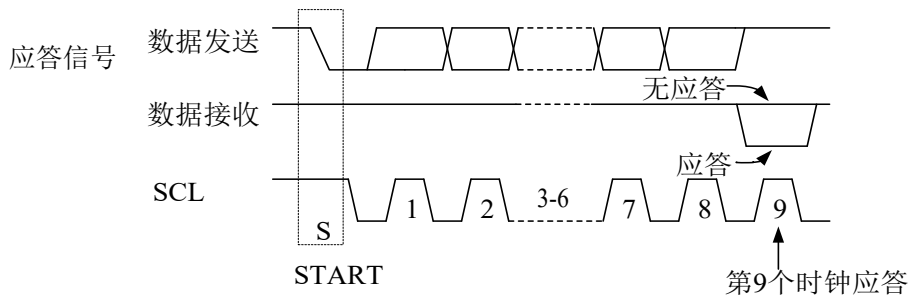 应答信号
数据发送
无应答
数据接收
应答
SCL
1 2 3-6 7 8 9
S
START
第9个时钟应答